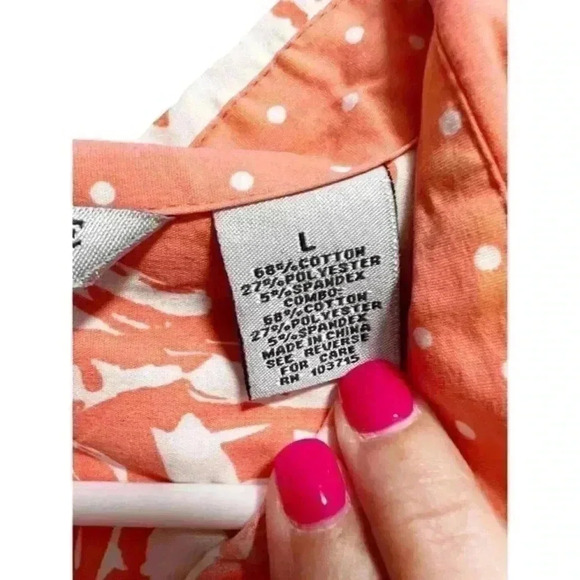 L
68%COTTON
27%POLYESTER
5%SPANDEX
COMBO:
68%COTTON
27%POLYESTER
5%SPANDEX
MADE IN CHINA
SEE REVERSE
FOR CARE
RN 103715